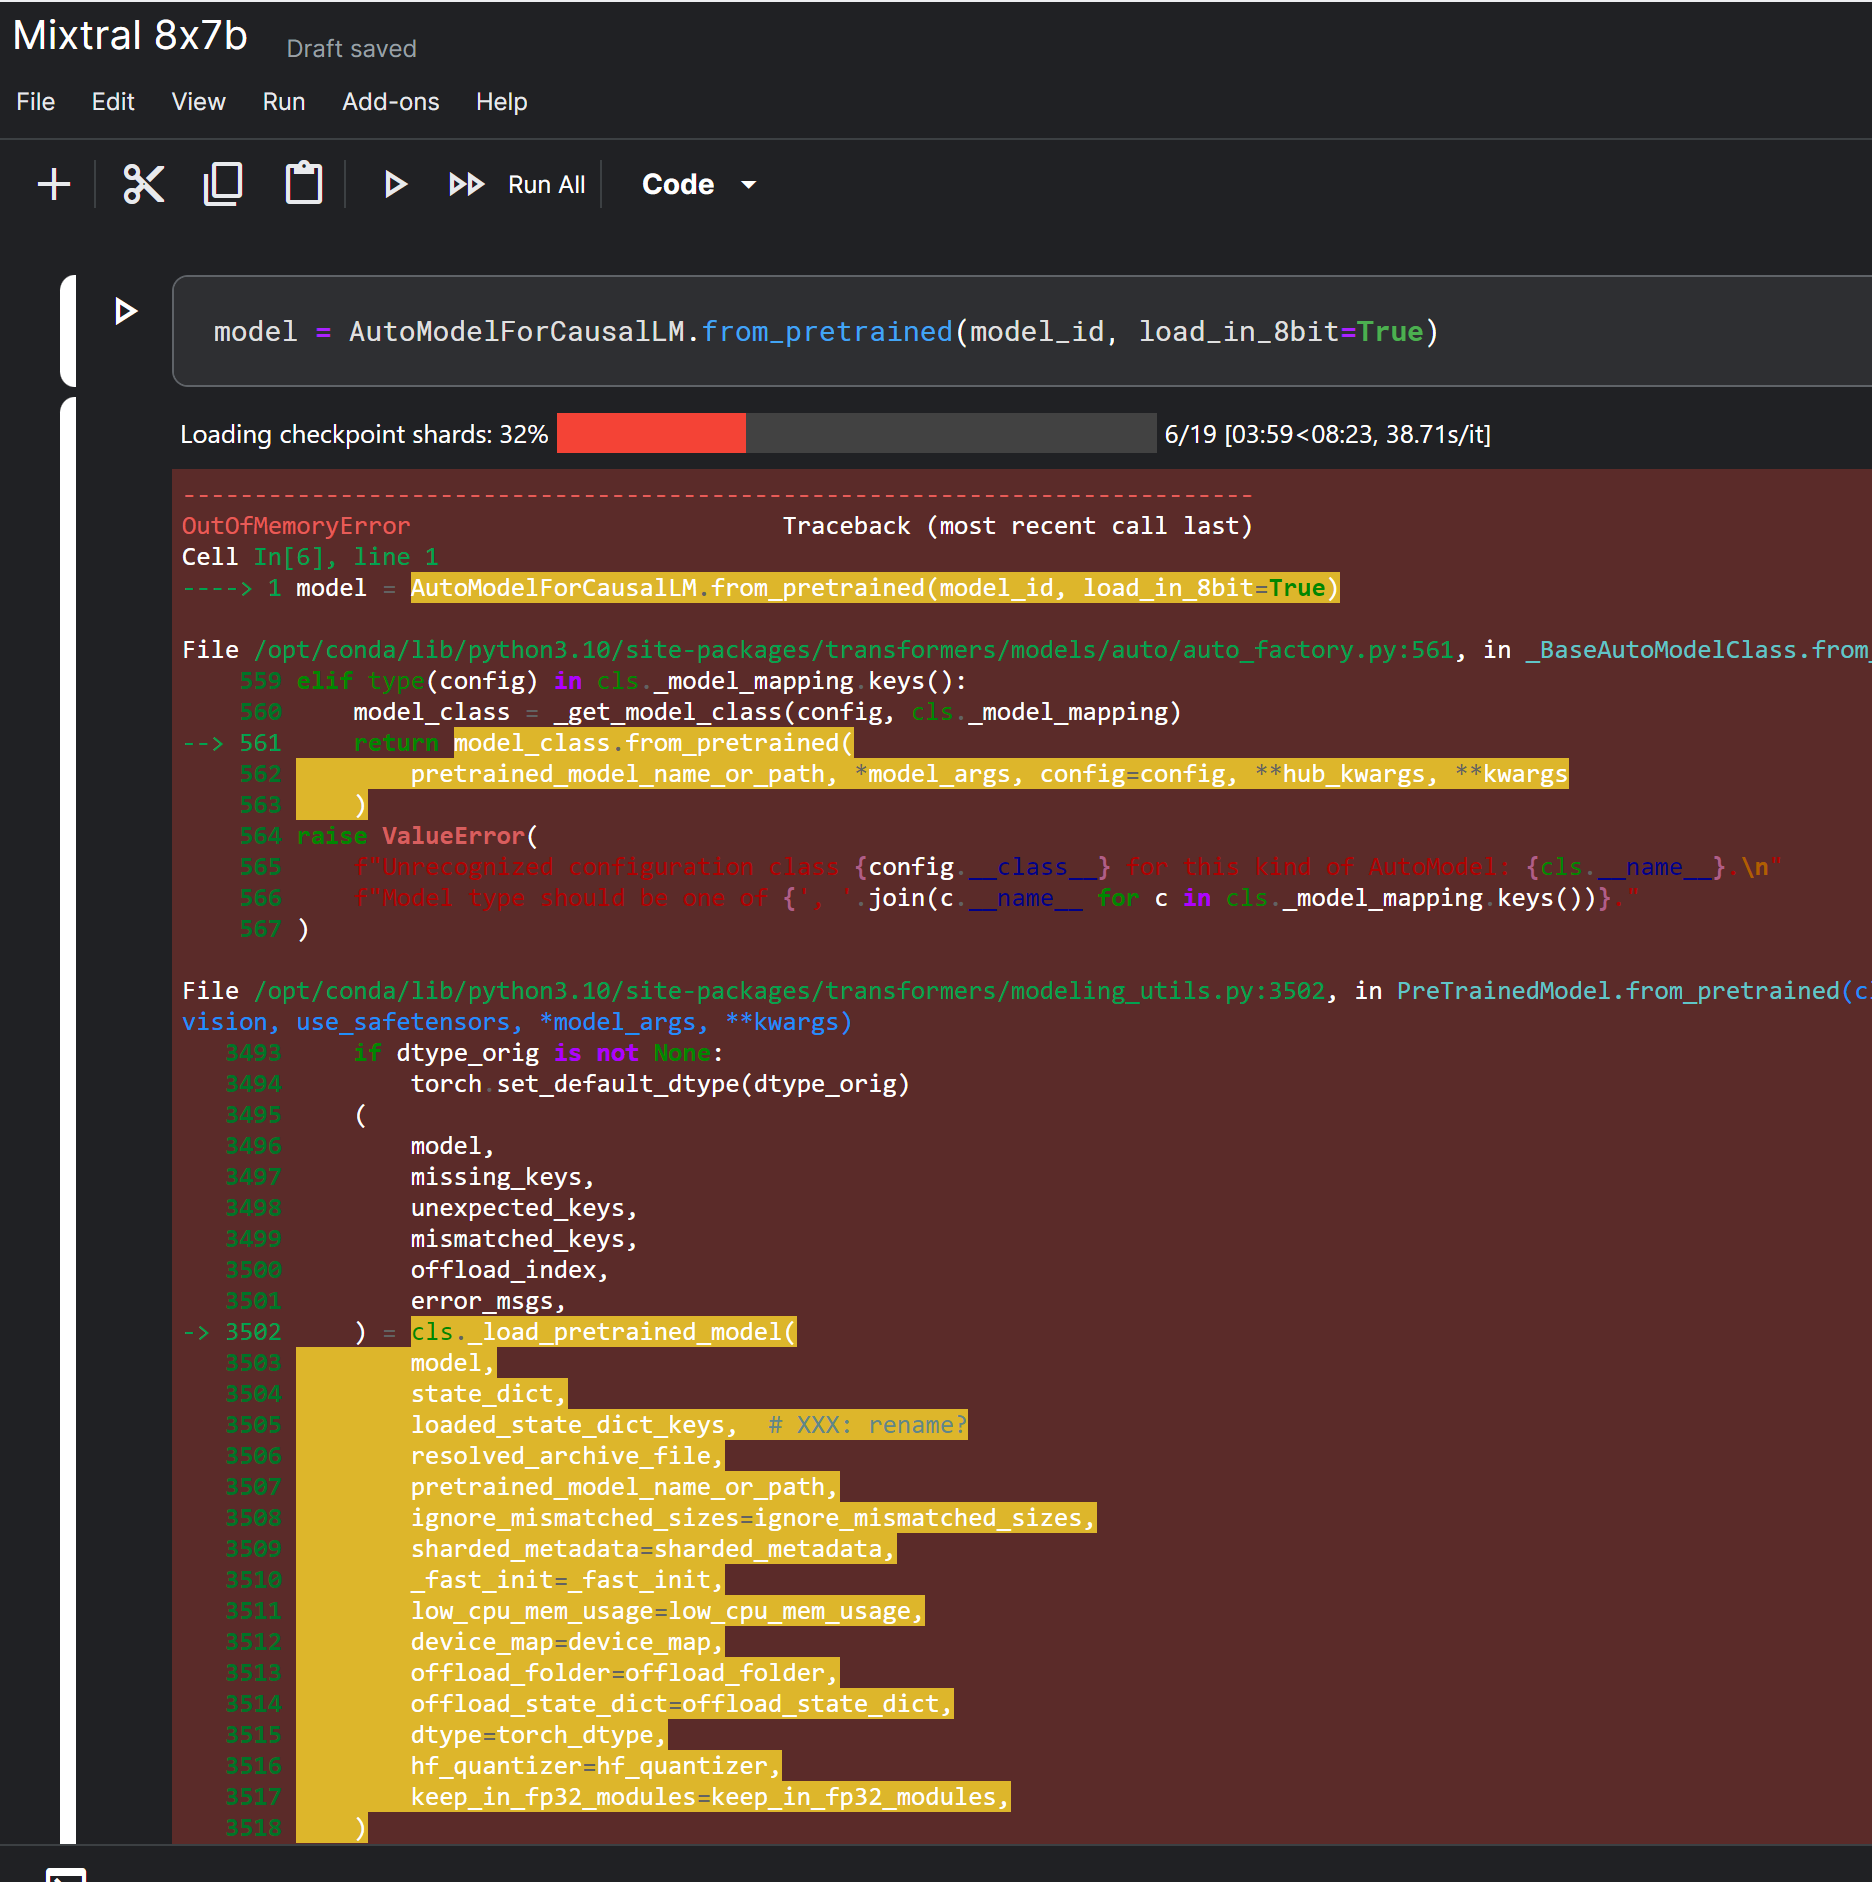 Mixtral 8x7b Draft saved
File Edit View Run Add-ons Help
Run All Code
model = AutoModelForCausalLM.from_pretrained(model_id, load_in_8bit=True)
Loading checkpoint shards: 32% 6/19 [03:59<08:23, 38.71s/it]
---------------------------------------------------------------------------
OutOfMemoryError                          Traceback (most recent call last)
Cell In[6], line 1
----> 1 model = AutoModelForCausalLM.from_pretrained(model_id, load_in_8bit=True)
File /opt/conda/lib/python3.10/site-packages/transformers/models/auto/auto_factory.py:561, in _BaseAutoModelClass.from_
    559 elif type(config) in cls._model_mapping.keys():
    560     model_class = _get_model_class(config, cls._model_mapping)
--> 561     return model_class.from_pretrained(
    562         pretrained_model_name_or_path, *model_args, config=config, **hub_kwargs, **kwargs
    563     )
    564 raise ValueError(
    565     f"Unrecognized configuration class {config.__class__} for this kind of AutoModel: {cls.__name__}.\n"
    566     f"Model type should be one of {', '.join(c.__name__ for c in cls._model_mapping.keys())}."
    567 )
File /opt/conda/lib/python3.10/site-packages/transformers/modeling_utils.py:3502, in PreTrainedModel.from_pretrained(cl
vision, use_safetensors, *model_args, **kwargs)
   3493     if dtype_orig is not None:
   3494         torch.set_default_dtype(dtype_orig)
   3495     (
   3496         model,
   3497         missing_keys,
   3498         unexpected_keys,
   3499         mismatched_keys,
   3500         offload_index,
   3501         error_msgs,
-> 3502     ) = cls._load_pretrained_model(
   3503         model,
   3504         state_dict,
   3505         loaded_state_dict_keys,  # XXX: rename?
   3506         resolved_archive_file,
   3507         pretrained_model_name_or_path,
   3508         ignore_mismatched_sizes=ignore_mismatched_sizes,
   3509         sharded_metadata=sharded_metadata,
   3510         _fast_init=_fast_init,
   3511         low_cpu_mem_usage=low_cpu_mem_usage,
   3512         device_map=device_map,
   3513         offload_folder=offload_folder,
   3514         offload_state_dict=offload_state_dict,
   3515         dtype=torch_dtype,
   3516         hf_quantizer=hf_quantizer,
   3517         keep_in_fp32_modules=keep_in_fp32_modules,
   3518     )